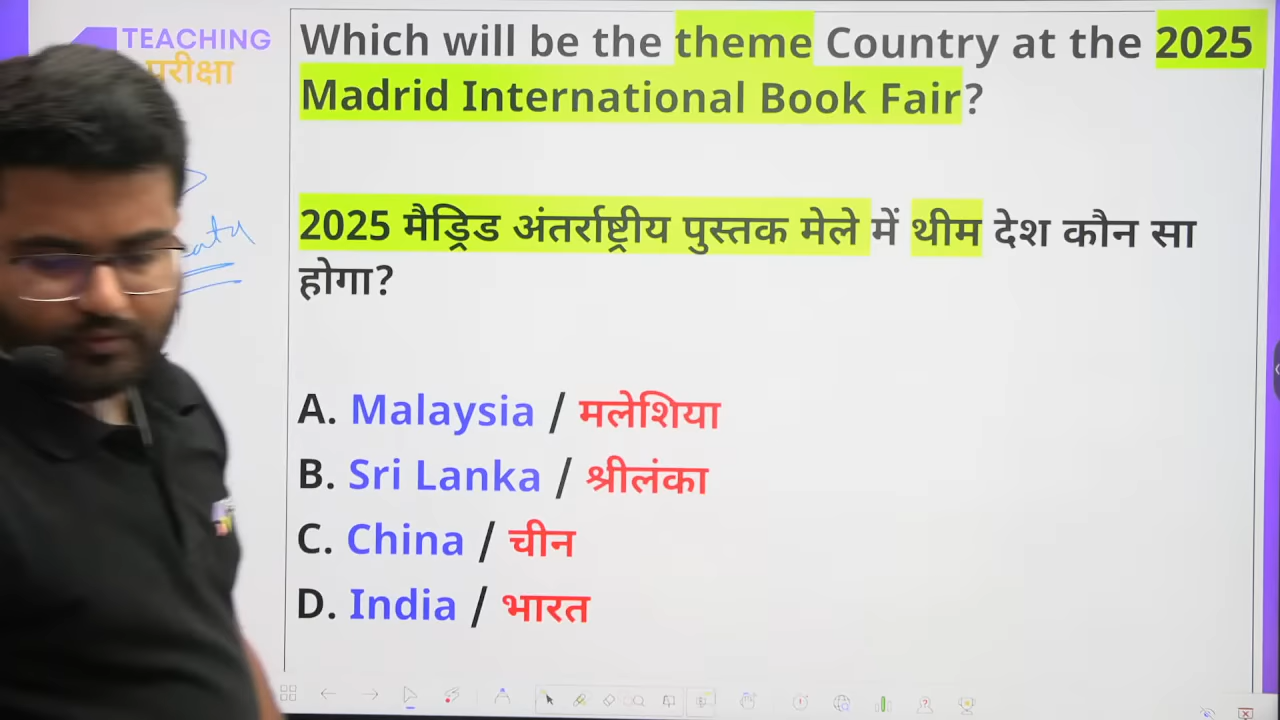 TEACHING
परीक्षा
Which will be the theme Country at the 2025
Madrid International Book Fair?
2025 मैड्रिड अंतर्राष्ट्रीय पुस्तक मेले में थीम देश कौन सा
होगा?
A. Malaysia / मलेशिया
B. Sri Lanka / श्रीलंका
C. China / चीन
D. India / भारत